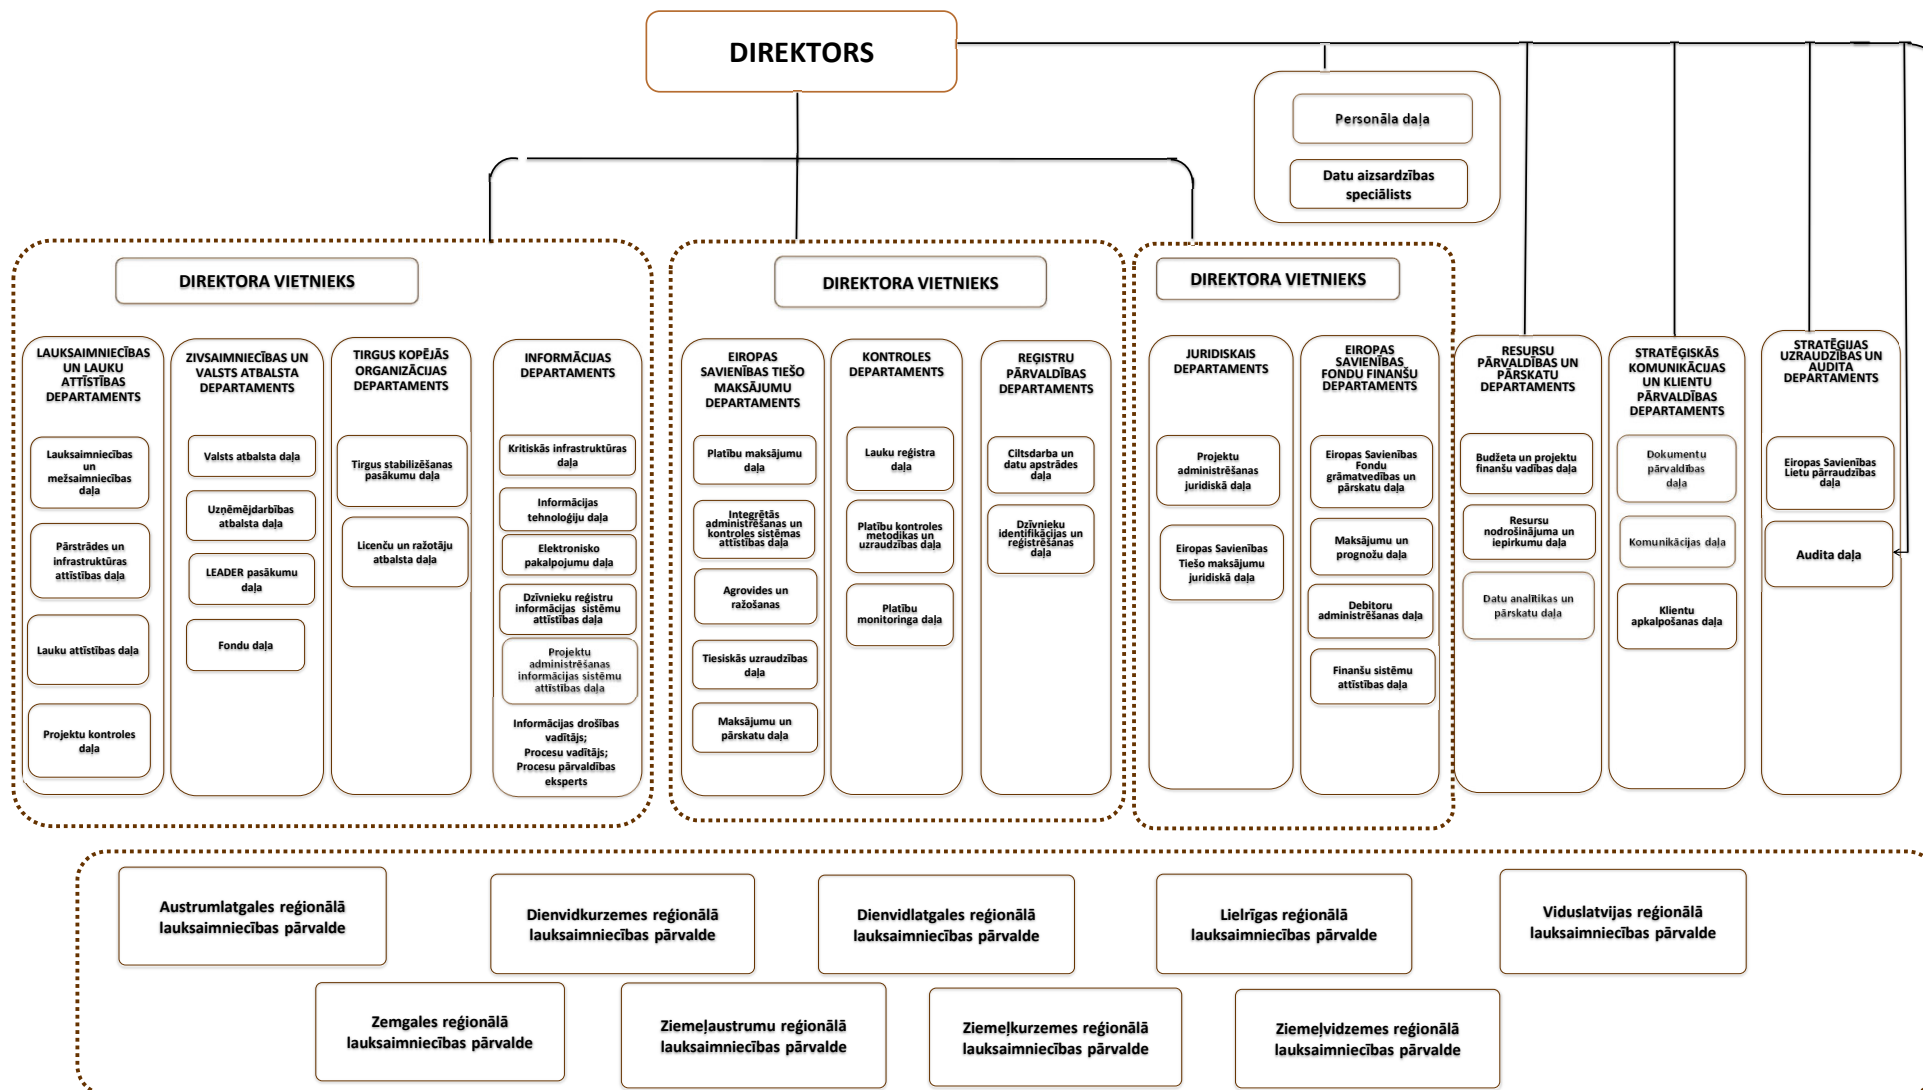 DIREKTORS
Personāla daļa
Datu aizsardzības
speciālists
DIREKTORA VIETNIEKS
LAUKSAIMNIECĪBAS
UN LAUKU
ATTĪSTĪBAS
DEPARTAMENTS
Lauksaimniecības
un
mežsaimniecības
daļa
Pārstrādes un
infrastruktūras
attīstības daļa
Lauku attīstības daļa
Projektu kontroles
daļa
ZIVSAIMNIECĪBAS UN
VALSTS ATBALSTA
DEPARTAMENTS
Valsts atbalsta daļa
Uzņēmējdarbības
atbalsta daļa
LEADER pasākumu
daļa
Fondu daļa
TIRGUS KOPĒJĀS
ORGANIZĀCIJAS
DEPARTAMENTS
Tirgus stabilizēšanas
pasākumu daļa
Licenču un ražotāju
atbalsta daļa
INFORMĀCIJAS
DEPARTAMENTS
Kritiskās infrastruktūras
daļa
Informācijas
tehnoloģiju daļa
Elektronisko
pakalpojumu daļa
Dzīvnieku reģistru
informācijas sistēmu
attīstības daļa
Projektu
administrēšanas
informācijas sistēmu
attīstības daļa
Informācijas drošības
vadītājs;
Procesu vadītājs;
Procesu pārvaldības
eksperts
DIREKTORA VIETNIEKS
EIROPAS
SAVIENĪBAS TIEŠO
MAKSĀJUMU
DEPARTAMENTS
Platību maksājumu
daļa
Integrētās
administrēšanas un
kontroles sistēmas
attīstības daļa
Agrovides un
ražošanas
Tiesiskās uzraudzības
daļa
Maksājumu un
pārskatu daļa
KONTROLES
DEPARTAMENTS
Lauku reģistra
daļa
Platību kontroles
metodikas un
uzraudzības daļa
Platību
monitoringa daļa
REĢISTRU
PĀRVALDĪBAS
DEPARTAMENTS
Ciltsdarba un
datu apstrādes
daļa
Dzīvnieku
identifikācijas un
reģistrēšanas
daļa
DIREKTORA VIETNIEKS
JURIDISKAIS
DEPARTAMENTS
Projektu
administrēšanas
juridiskā daļa
Eiropas Savienības
Tiešo maksājumu
juridiskā daļa
EIROPAS
SAVIENĪBAS
FONDU FINANŠU
DEPARTAMENTS
Eiropas Savienības
Fondu
grāmatvedības un
pārskatu daļa
Maksājumu un
prognožu daļa
Debitoru
administrēšanas daļa
Finanšu sistēmu
attīstības daļa
RESURSU
PĀRVALDĪBAS UN
PĀRSKATU
DEPARTAMENTS
Budžeta un projektu
finanšu vadības daļa
Resursu
nodrošinājuma un
iepirkumu daļa
Datu analītikas un
pārskatu daļa
STRATĒĢISKĀS
KOMUNIKĀCIJAS
UN KLIENTU
PĀRVALDĪBAS
DEPARTAMENTS
Dokumentu
pārvaldības
daļa
Komunikācijas daļa
Klientu
apkalpošanas daļa
STRATĒĢIJAS
UZRAUDZĪBAS UN
AUDITA
DEPARTAMENTS
Eiropas Savienības
Lietu pārraudzības
daļa
Audita daļa
Austrumlatgales reģionālā
lauksaimniecības pārvalde
Dienvidkurzemes reģionālā
lauksaimniecības pārvalde
Dienvidlatgales reģionālā
lauksaimniecības pārvalde
Lielrīgas reģionālā
lauksaimniecības pārvalde
Viduslatvijas reģionālā
lauksaimniecības pārvalde
Zemgales reģionālā
lauksaimniecības pārvalde
Ziemeļaustrumu reģionālā
lauksaimniecības pārvalde
Ziemeļkurzemes reģionālā
lauksaimniecības pārvalde
Ziemeļvidzemes reģionālā
lauksaimniecības pārvalde